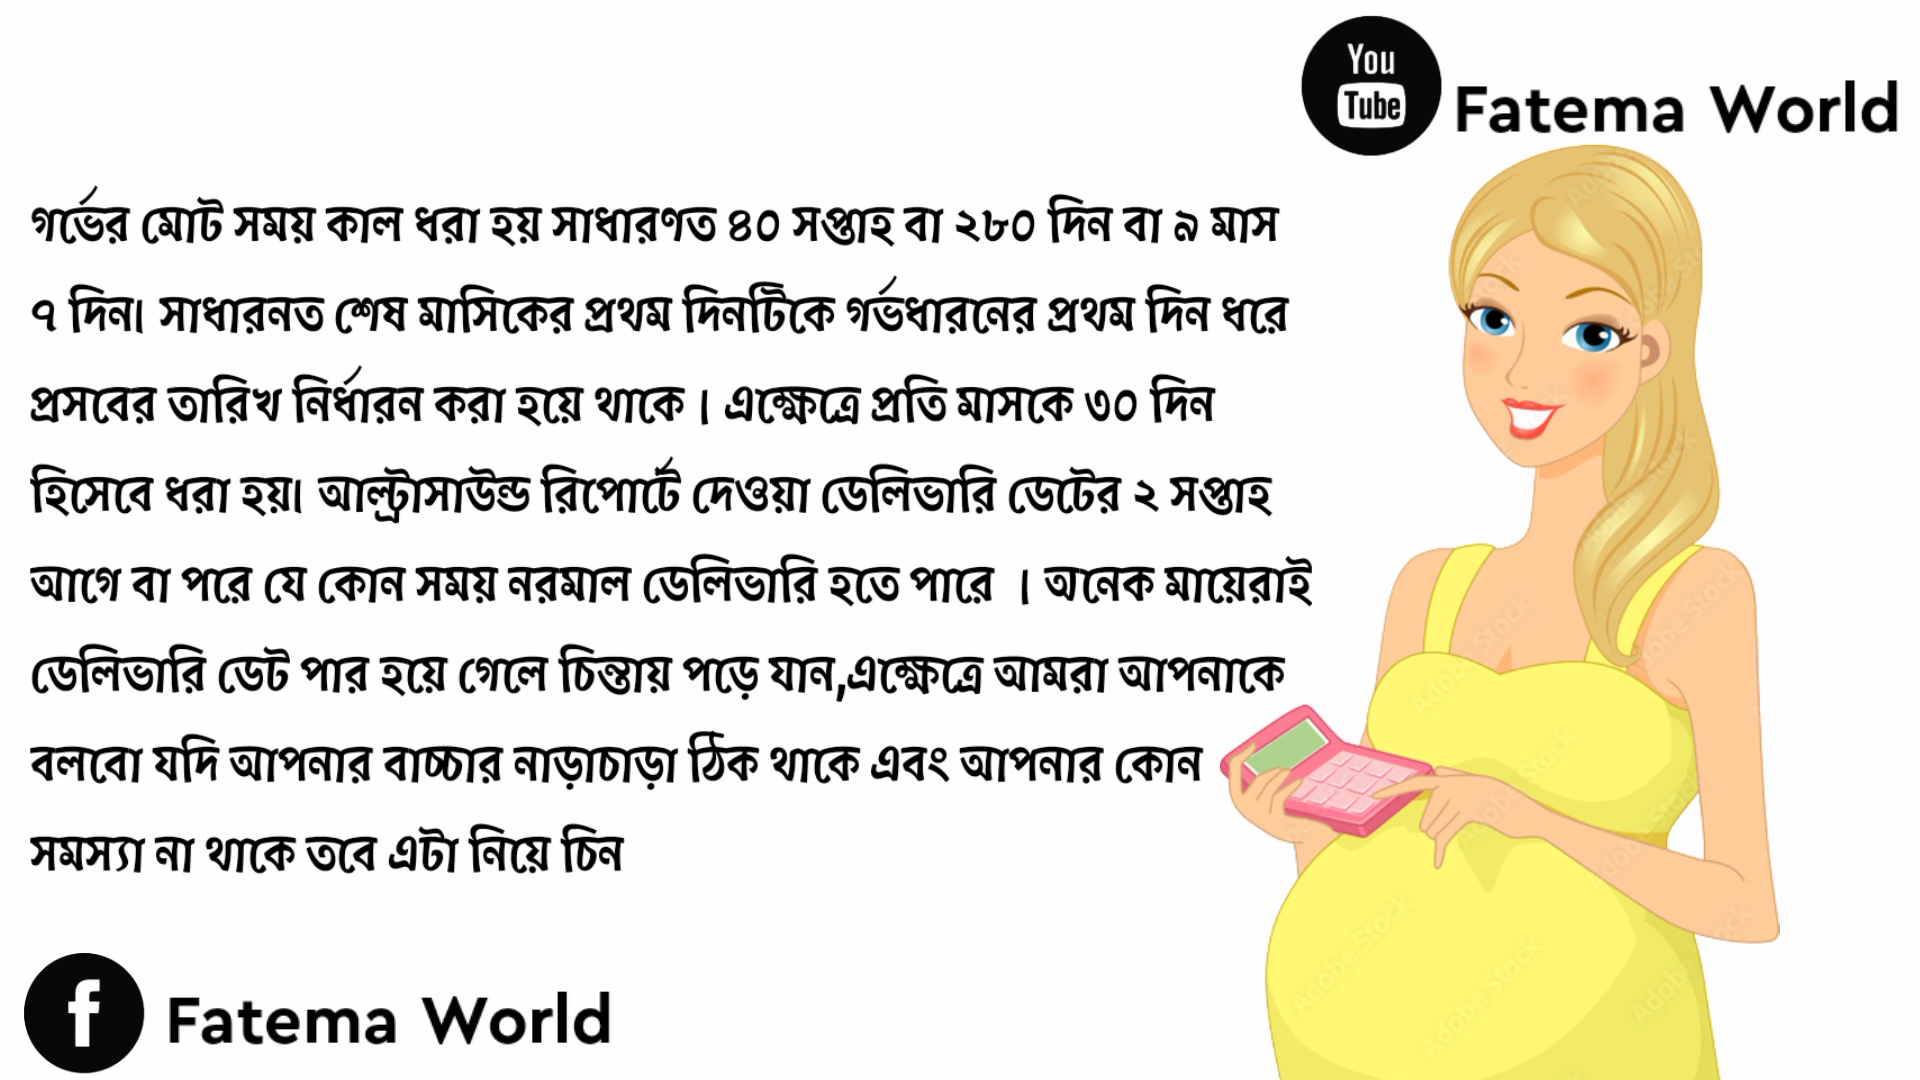 You
Tube
Fatema World
গর্ভের মোট সময় কাল ধরা হয় সাধারণত ৪০ সপ্তাহ বা ২৮০ দিন বা ৯ মাস
৭ দিন। সাধারনত শেষ মাসিকের প্রথম দিনটিকে গর্ভধারনের প্রথম দিন ধরে
প্রসবের তারিখ নির্ধারন করা হয়ে থাকে । এক্ষেত্রে প্রতি মাসকে ৩০ দিন
হিসেবে ধরা হয়। আল্ট্রাসাউন্ড রিপোর্টে দেওয়া ডেলিভারি ডেটের ২ সপ্তাহ
আগে বা পরে যে কোন সময় নরমাল ডেলিভারি হতে পারে । অনেক মায়েরাই
ডেলিভারি ডেট পার হয়ে গেলে চিন্তায় পড়ে যান,এক্ষেত্রে আমরা আপনাকে
বলবো যদি আপনার বাচ্চার নাড়াচাড়া ঠিক থাকে এবং আপনার কোন
সমস্যা না থাকে তবে এটা নিয়ে চিন
f Fatema World
Adobe Stock